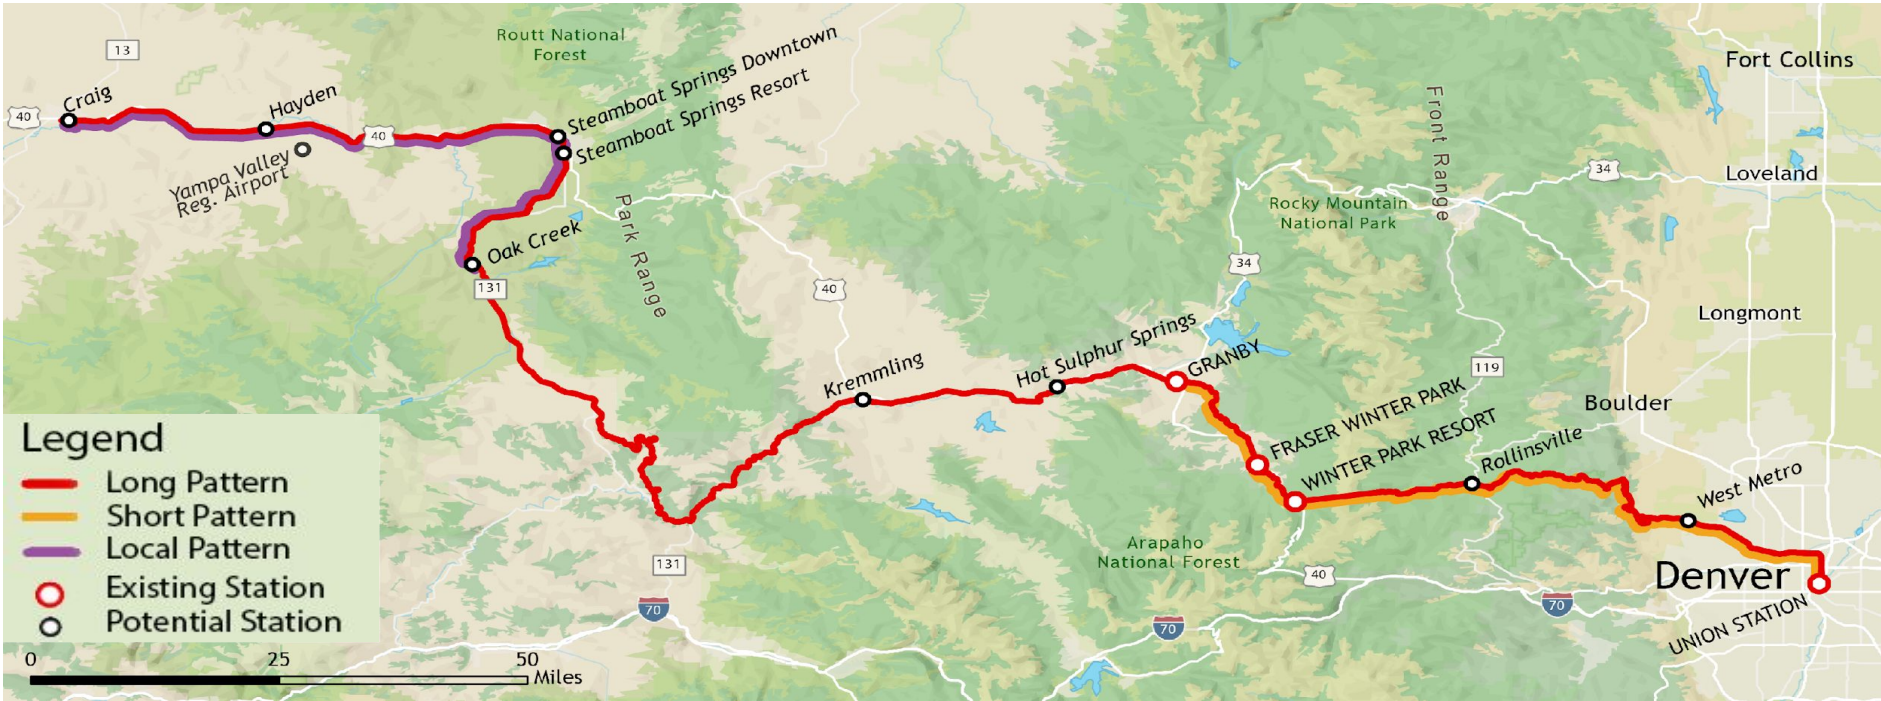 Routt National
Forest
13
Steamboat Springs Downtown
Steamboat Springs Resort
Fort Collins
Craig
40
Hayden
40
Front Range
Yampa Valley
Reg. Airport
34
Loveland
Park Range
Rocky Mountain
National Park
Oak Creek
34
131
40
Longmont
Hot Sulphur Springs
GRANBY
Kremmling
119
FRASER WINTER PARK
Boulder
WINTER PARK RESORT
Rollinsville
West Metro
Legend
Long Pattern
Short Pattern
Local Pattern
Existing Station
Potential Station
Arapaho
National Forest
131
40
Denver
70
70
70
UNION STATION
0
25
50
Miles